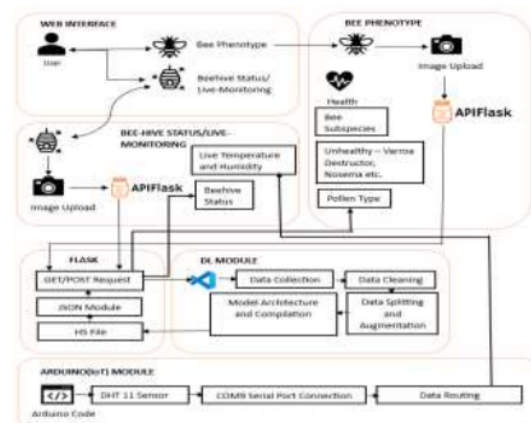 WEB INTERFACE
User
Bee Phenotype
Beehive Status/
Live-Monitoring
BEE PHENOTYPE
Image Upload
APIFlask
Health
Bee
Subspecies
Unhealthy – Varroa
Destructor,
Nosema etc.
Pollen Type
BEE-HIVE STATUS/LIVE-
MONITORING
Live Temperature
and Humidity
Image Upload
APIFlask
Beehive
Status
FLASK
GET/POST Request
JSON Module
H5 File
DL MODULE
Data Collection
Data Cleaning
Model Architecture
and Compilation
Data Splitting
and
Augmentation
ARDUINO(IoT) MODULE
</>
Arduino Code
DHT 11 Sensor
COM9 Serial Port Connection
Data Routing